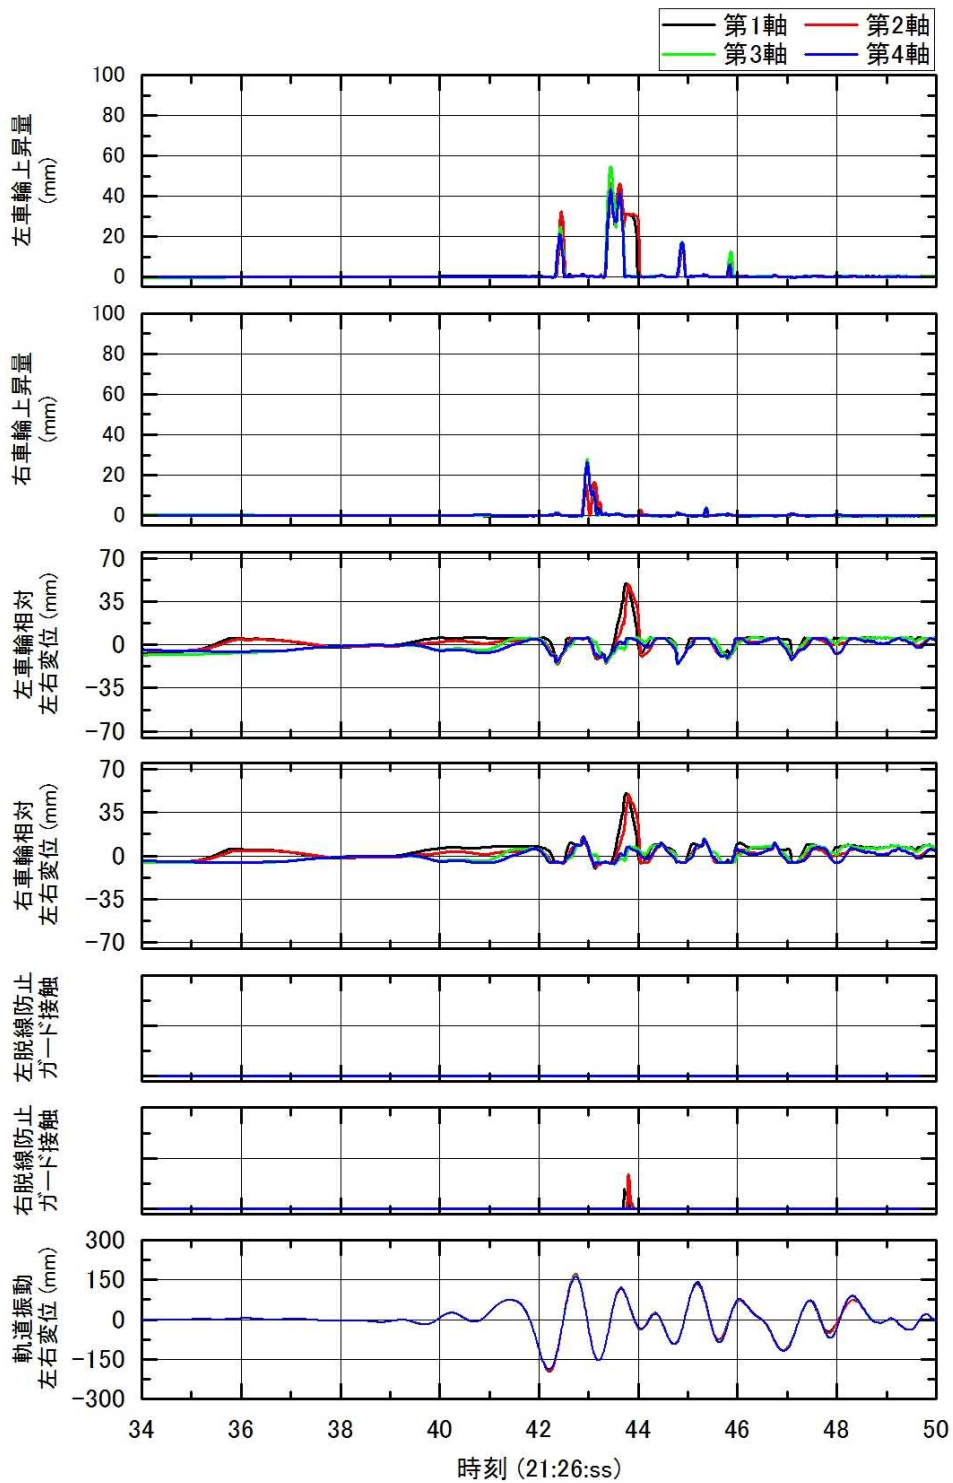 第1軸 第2軸
第3軸 第4軸
左車輪上昇量
(mm)
100
80
60
40
20
0
右車輪上昇量
(mm)
100
80
60
40
20
0
左車輪相対
左右変位 (mm)
70
35
0
−35
−70
右車輪相対
左右変位 (mm)
70
35
0
−35
−70
左脱線防止
ガード接触
右脱線防止
ガード接触
軌道振動
左右変位 (mm)
300
150
0
−150
−300
34 36 38 40 42 44 46 48 50
時刻 (21:26:ss)